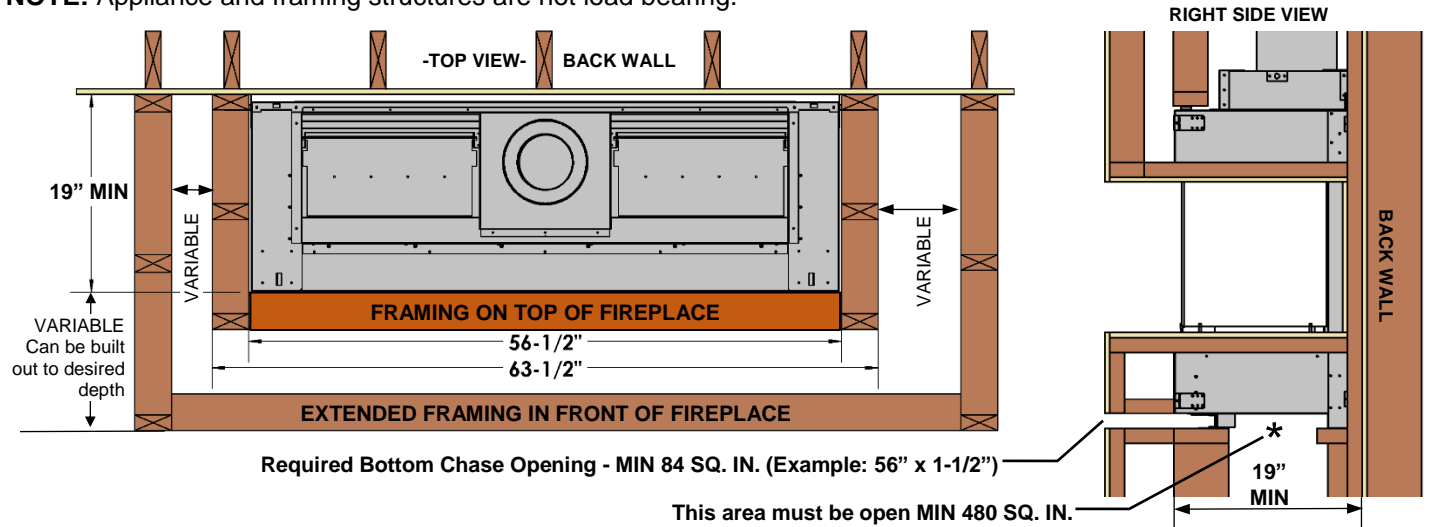 NOTE: Appliance and framing structures are not load bearing.
RIGHT SIDE VIEW
-TOP VIEW-
BACK WALL
19” MIN
VARIABLE
VARIABLE
BACK WALL
FRAMING ON TOP OF FIREPLACE
VARIABLE
Can be built
out to desired
depth
56-1/2"
63-1/2"
EXTENDED FRAMING IN FRONT OF FIREPLACE
*
Required Bottom Chase Opening - MIN 84 SQ. IN. (Example: 56” x 1-1/2”)
19”
MIN
This area must be open MIN 480 SQ. IN.